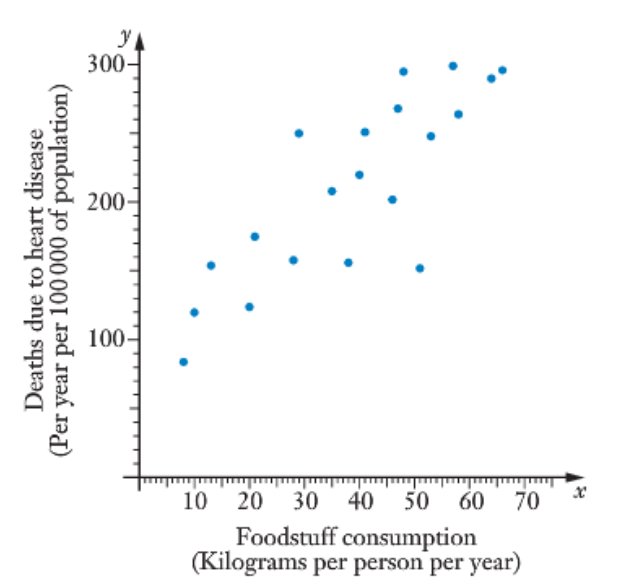 y
300
200
100
Deaths due to heart disease
(Per year per 100 000 of population)
10 20 30 40 50 60 70
x
Foodstuff consumption
(Kilograms per person per year)